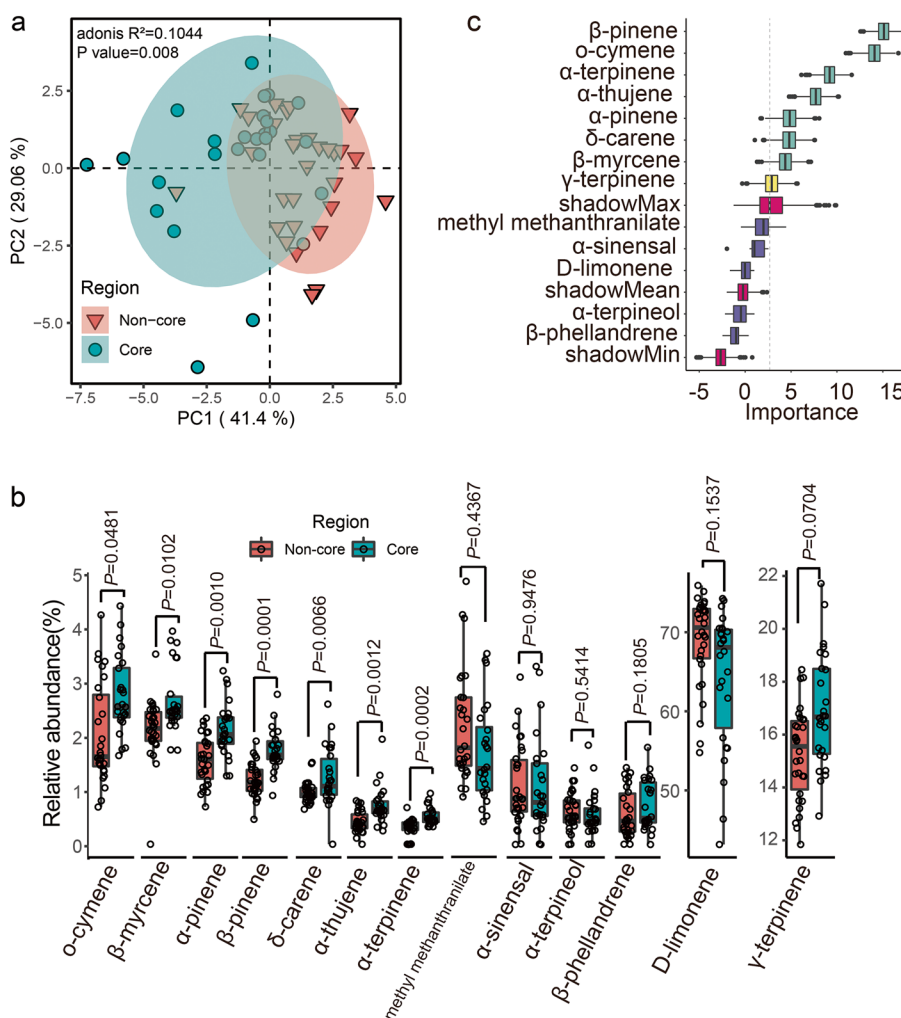 a
adonis R²=0.1044
P value=0.008
PC2 ( 29.06 %)
2.5
0.0
−2.5
−5.0
Region
Non−core
Core
−7.5
−5.0
−2.5
0.0
2.5
5.0
PC1 ( 41.4 %)
c
β-pinene
o-cymene
α-terpinene
α-thujene
α-pinene
δ-carene
β-myrcene
γ-terpinene
shadowMax
methyl methanthranilate
α-sinensal
D-limonene
shadowMean
α-terpineol
β-phellandrene
shadowMin
-5
0
5
10
15
Importance
b
Region
Non-core
Core
Relative abundance(%)
5
4
3
2
1
0
P=0.0481
P=0.0102
P=0.0010
P=0.0001
P=0.0066
P=0.0012
P=0.0002
P=0.4367
P=0.9476
P=0.5414
P=0.1805
P=0.1537
P=0.0704
70
60
50
22
20
18
16
14
12
o-cymene
β-myrcene
α-pinene
β-pinene
δ-carene
α-thujene
α-terpinene
methyl methanthranilate
α-sinensal
α-terpineol
β-phellandrene
D-limonene
γ-terpinene